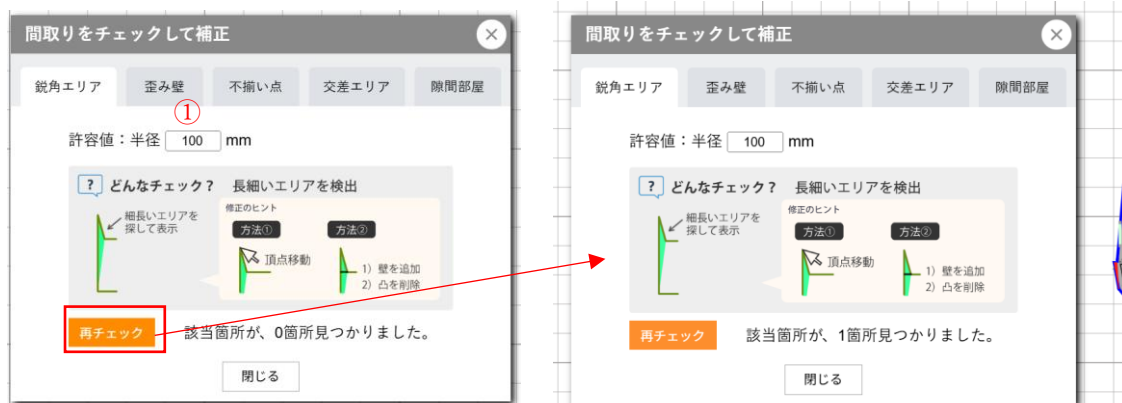 間取りをチェックして補正
鋭角エリア 歪み壁 不揃い点 交差エリア 隙間部屋
①
許容値：半径 100 mm
? どんなチェック？ 長細いエリアを検出
細長いエリアを
探して表示
修正のヒント
方法① 方法②
頂点移動
1）壁を追加
2）凸を削除
再チェック 該当箇所が、0箇所見つかりました。
閉じる
間取りをチェックして補正
鋭角エリア 歪み壁 不揃い点 交差エリア 隙間部屋
許容値：半径 100 mm
? どんなチェック？ 長細いエリアを検出
細長いエリアを
探して表示
修正のヒント
方法① 方法②
頂点移動
1）壁を追加
2）凸を削除
再チェック 該当箇所が、1箇所見つかりました。
閉じる